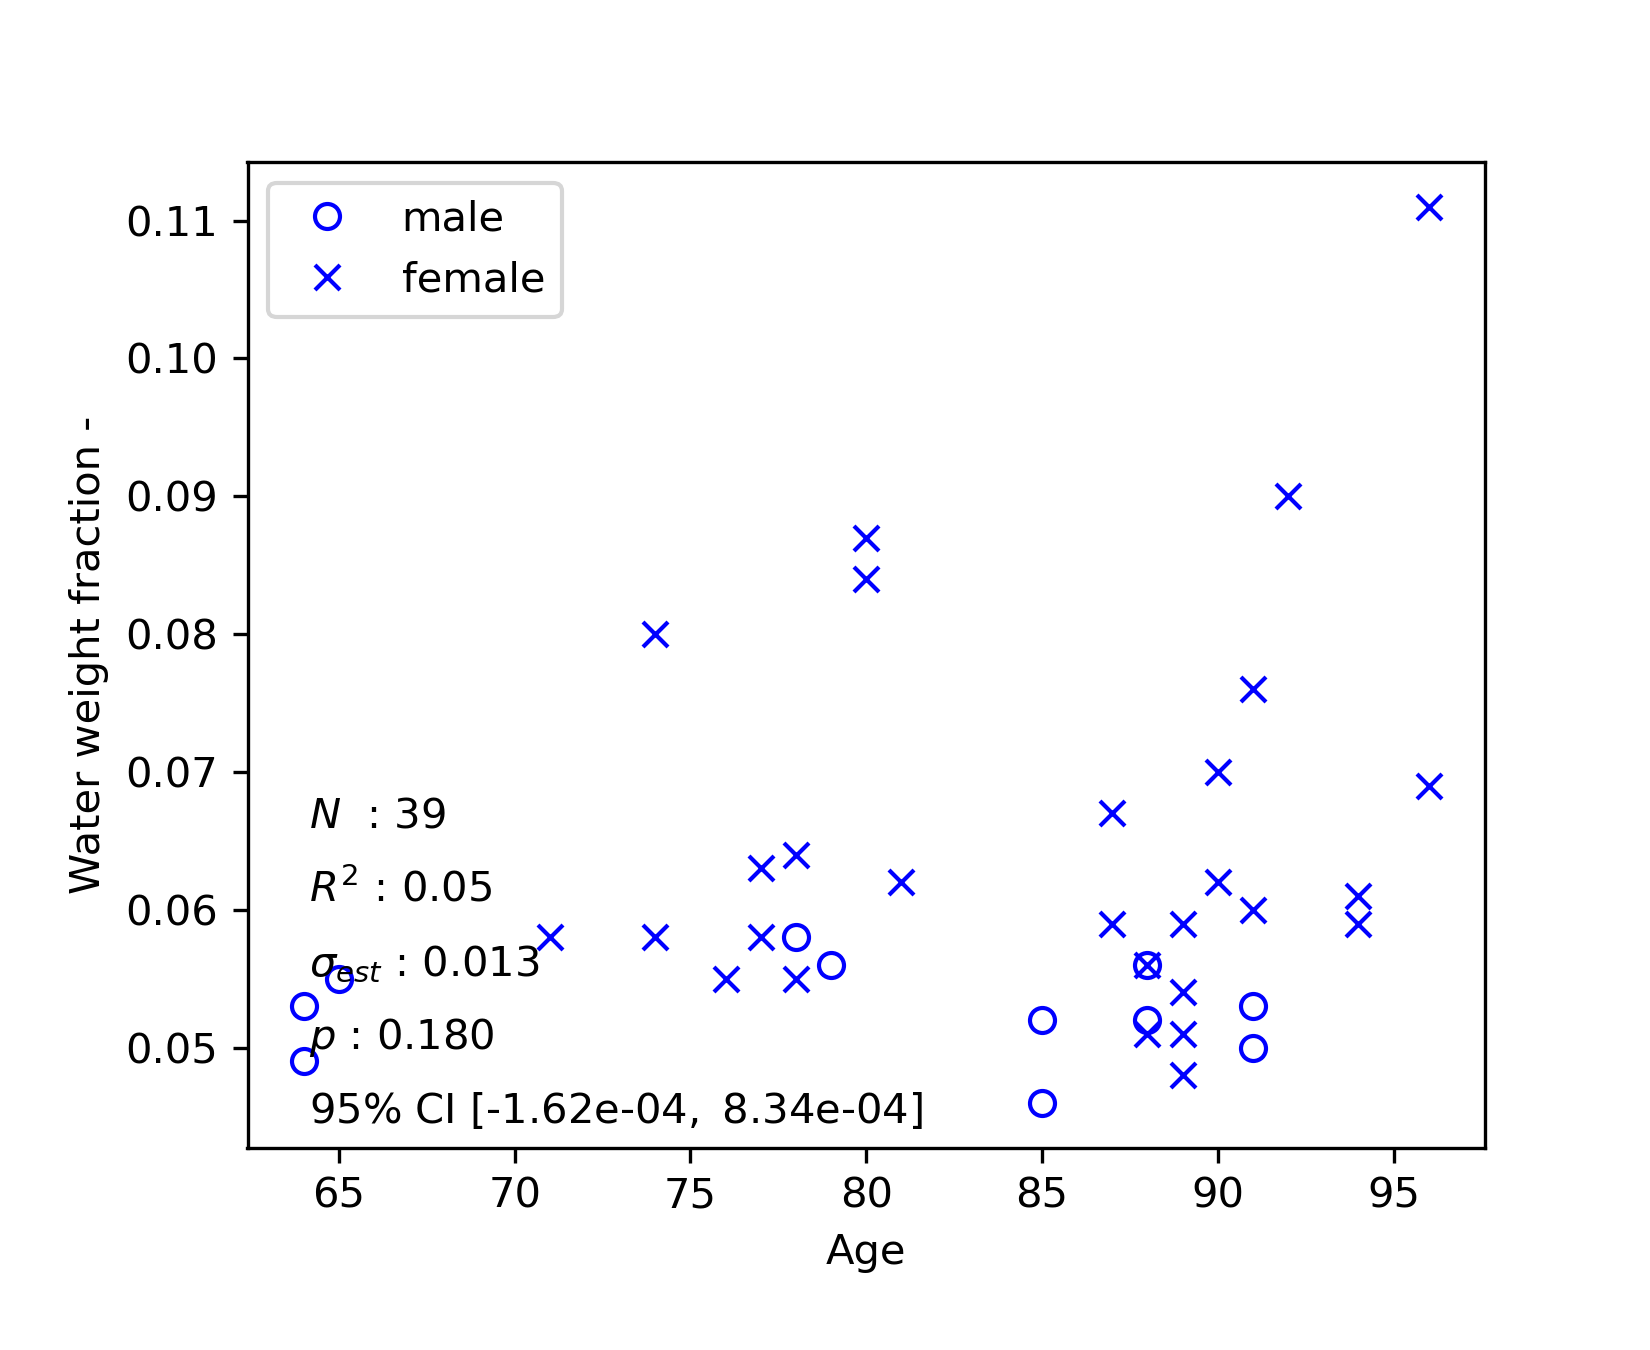 male
female
0.11
0.10
0.09
0.08
0.07
0.06
0.05
Water weight fraction -
N : 39
R² : 0.05
σest : 0.013
p : 0.180
95% CI [-1.62e-04, 8.34e-04]
65 70 75 80 85 90 95
Age